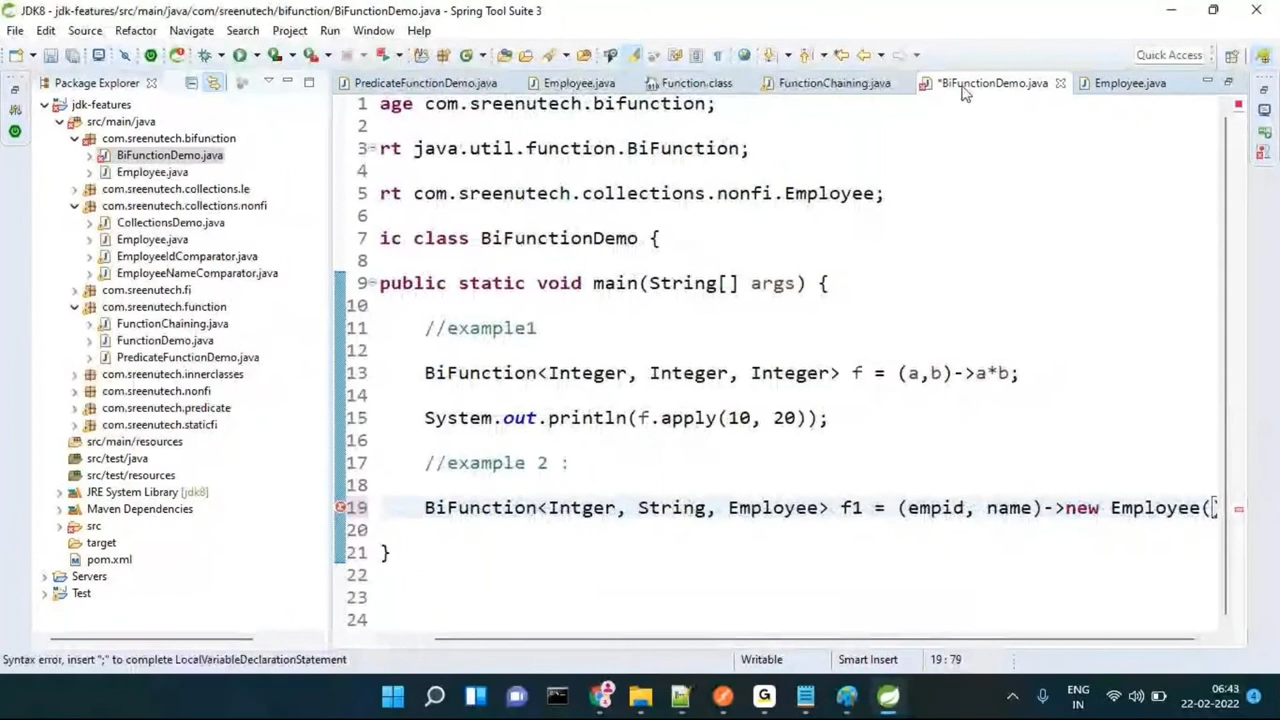 JDK8 - jdk-features/src/main/java/com/sreenutech/bifunction/BiFunctionDemo.java - Spring Tool Suite 3
File Edit Source Refactor Navigate Search Project Run Window Help
Quick Access
Package Explorer
PredicateFunctionDemo.java Employee.java Function.class FunctionChaining.java *BiFunctionDemo.java Employee.java
jdk-features
src/main/java
com.sreenutech.bifunction
BiFunctionDemo.java
Employee.java
com.sreenutech.collections.le
com.sreenutech.collections.nonfi
CollectionsDemo.java
Employee.java
EmployeeIdComparator.java
EmployeeNameComparator.java
com.sreenutech.fi
com.sreenutech.function
FunctionChaining.java
FunctionDemo.java
PredicateFunctionDemo.java
com.sreenutech.innerclasses
com.sreenutech.nonfi
com.sreenutech.predicate
com.sreenutech.staticfi
src/main/resources
src/test/java
src/test/resources
JRE System Library [jdk8]
Maven Dependencies
src
target
pom.xml
Servers
Test
1 age com.sreenutech.bifunction;
2
3 rt java.util.function.BiFunction;
4
5 rt com.sreenutech.collections.nonfi.Employee;
6
7 ic class BiFunctionDemo {
8
9 public static void main(String[] args) {
10
11 //example1
12
13 BiFunction<Integer, Integer, Integer> f = (a,b)->a*b;
14
15 System.out.println(f.apply(10, 20));
16
17 //example 2 :
18
19 BiFunction<Intger, String, Employee> f1 = (empid, name)->new Employee(
20
21 }
22
23
24
Syntax error, insert ";" to complete LocalVariableDeclarationStatement
Writable
Smart Insert
19 : 79
ENG
IN
06:43
22-02-2022
4